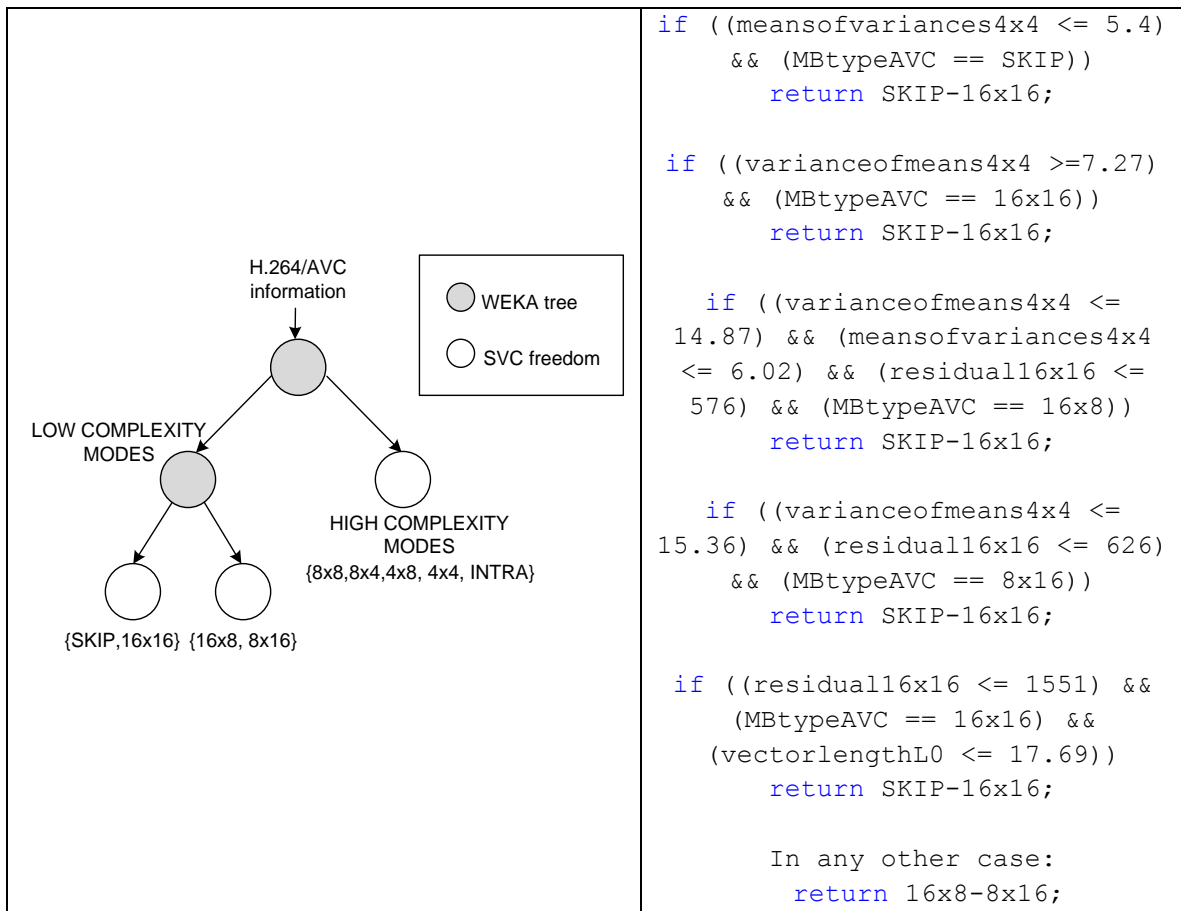 H.264/AVC
information
WEKA tree
SVC freedom
LOW COMPLEXITY
MODES
HIGH COMPLEXITY
MODES
{8x8,8x4,4x8, 4x4, INTRA}
{SKIP,16x16} {16x8, 8x16}
if ((meansofvariances4x4 <= 5.4)
&& (MBtypeAVC == SKIP))
return SKIP-16x16;
if ((varianceofmeans4x4 >=7.27)
&& (MBtypeAVC == 16x16))
return SKIP-16x16;
if ((varianceofmeans4x4 <=
14.87) && (meansofvariances4x4
<= 6.02) && (residual16x16 <=
576) && (MBtypeAVC == 16x8))
return SKIP-16x16;
if ((varianceofmeans4x4 <=
15.36) && (residual16x16 <= 626)
&& (MBtypeAVC == 8x16))
return SKIP-16x16;
if ((residual16x16 <= 1551) &&
(MBtypeAVC == 16x16) &&
(vectorlengthL0 <= 17.69))
return SKIP-16x16;
In any other case:
return 16x8-8x16;